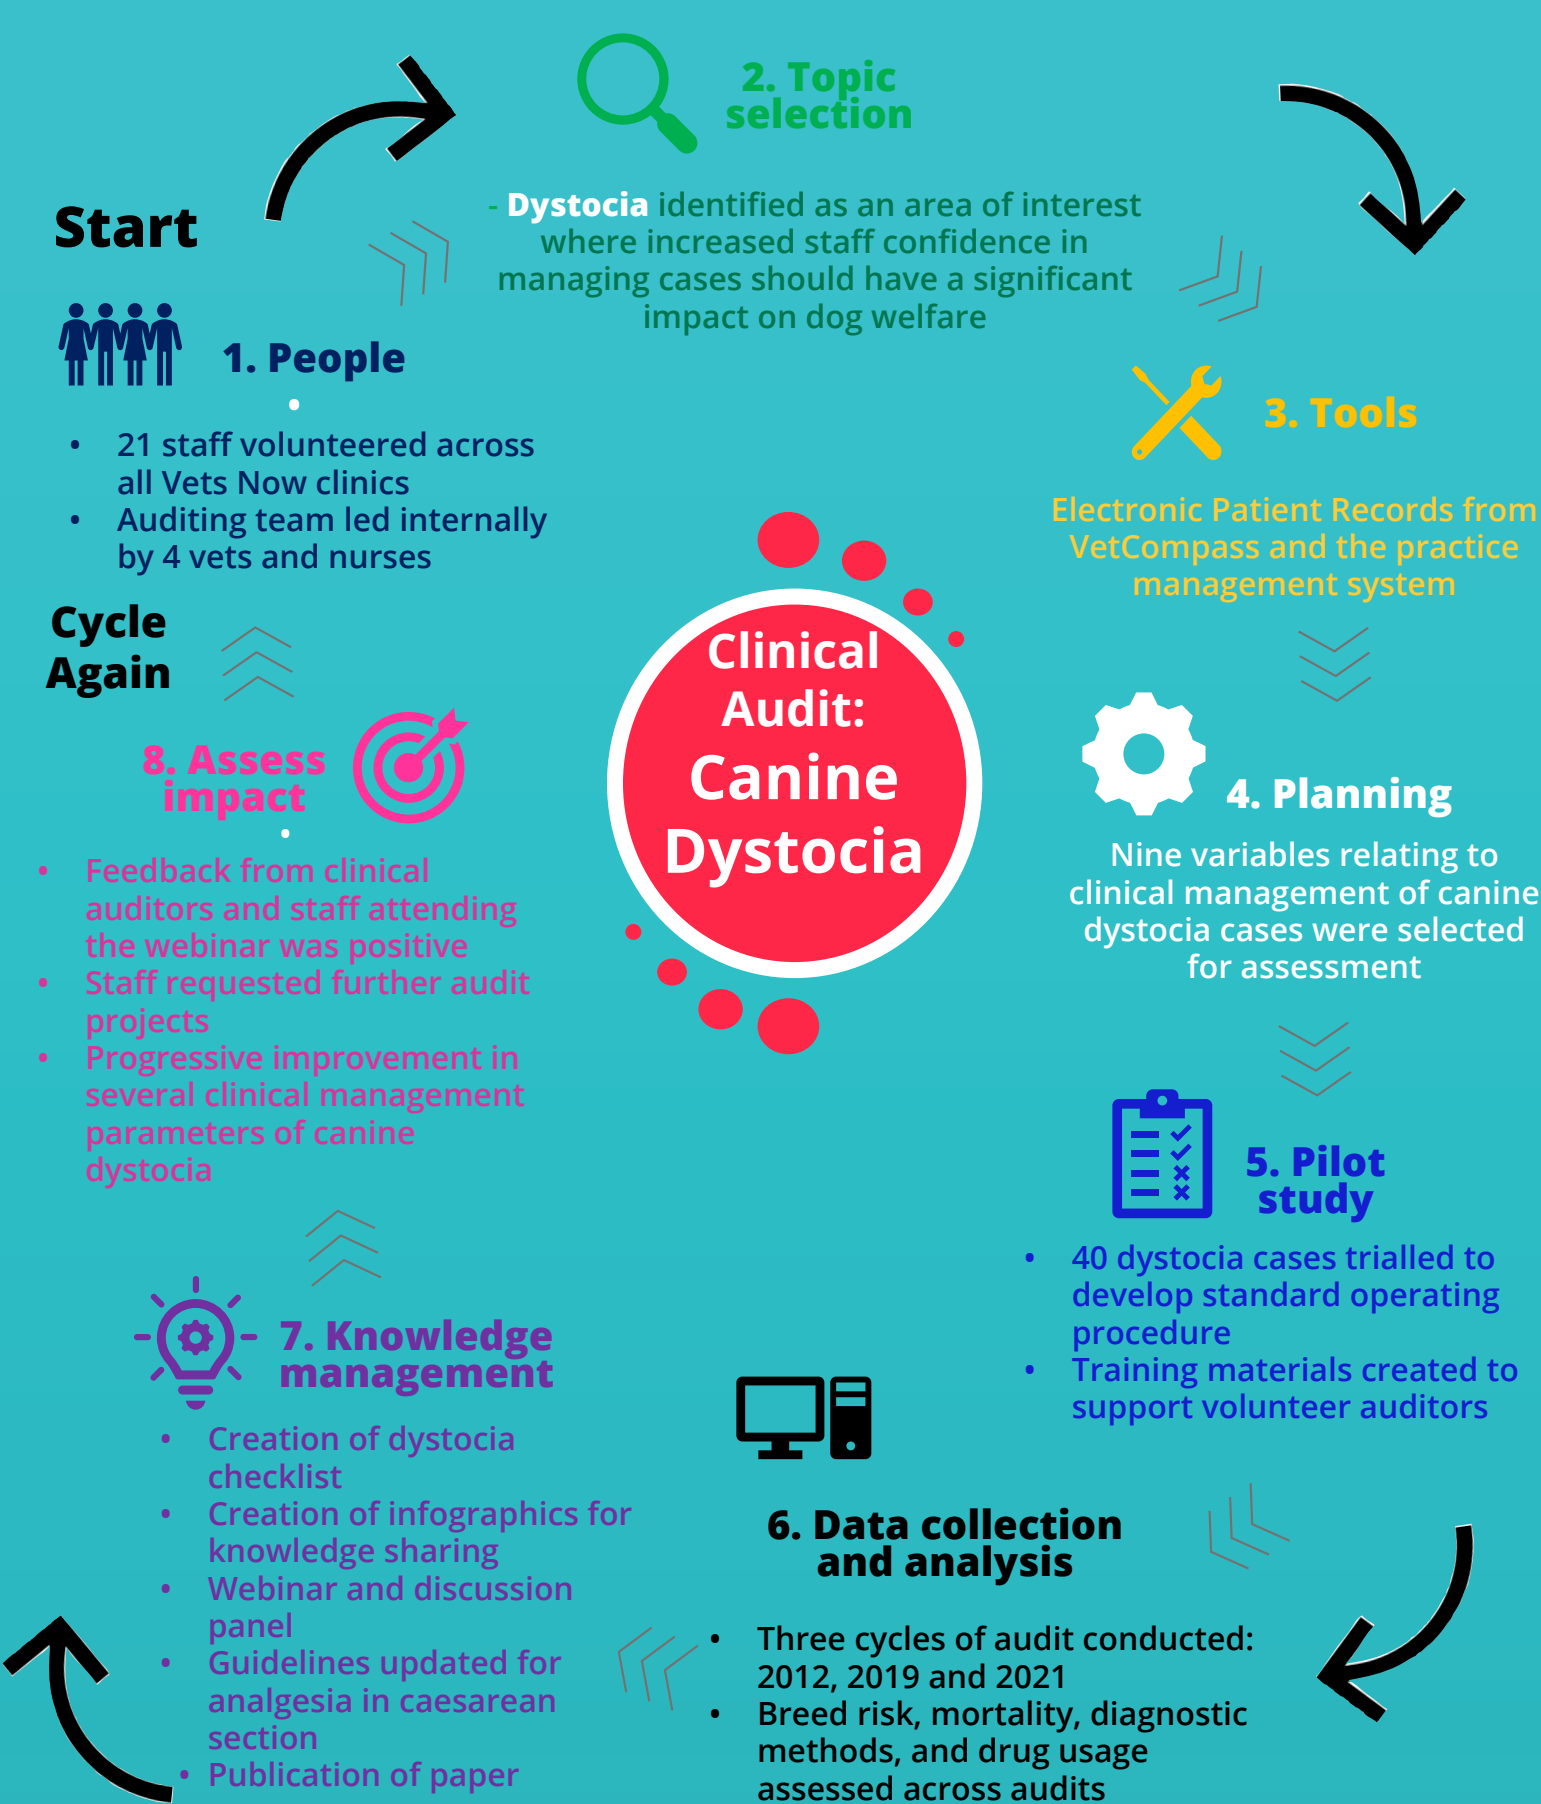 Start
1. People
•
• 21 staff volunteered across
all Vets Now clinics
• Auditing team led internally
by 4 vets and nurses
2. Topic
selection
- Dystocia identified as an area of interest
where increased staff confidence in
managing cases should have a significant
impact on dog welfare
3. Tools
Electronic Patient Records from
VetCompass and the practice
management system
4. Planning
Nine variables relating to
clinical management of canine
dystocia cases were selected
for assessment
5. Pilot
study
• 40 dystocia cases trialled to
develop standard operating
procedure
• Training materials created to
support volunteer auditors
6. Data collection
and analysis
• Three cycles of audit conducted:
2012, 2019 and 2021
• Breed risk, mortality, diagnostic
methods, and drug usage
assessed across audits
7. Knowledge
management
• Creation of dystocia
checklist
• Creation of infographics for
knowledge sharing
• Webinar and discussion
panel
• Guidelines updated for
analgesia in caesarean
section
• Publication of paper
8. Assess
impact
•
• Feedback from clinical
auditors and staff attending
the webinar was positive
• Staff requested further audit
projects
• Progressive improvement in
several clinical management
parameters of canine
dystocia
Cycle
Again
Clinical
Audit:
Canine
Dystocia